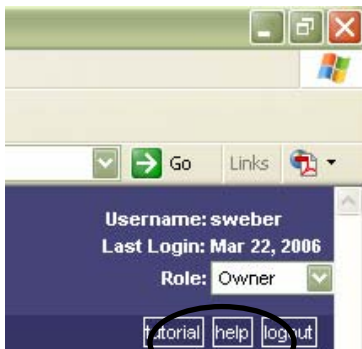 Go Links
Username: sweber
Last Login: Mar 22, 2006
Role: Owner
tutorial help logout